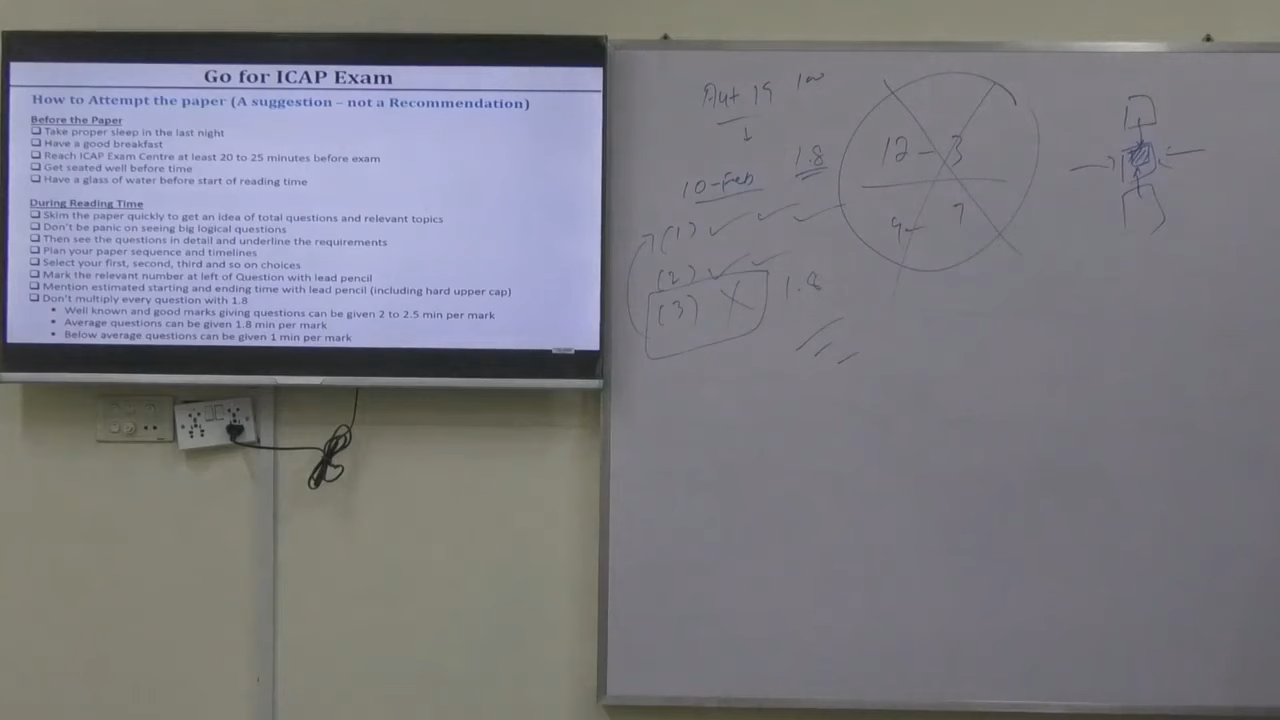 Go for ICAP Exam
How to Attempt the paper (A suggestion – not a Recommendation)
Before the Paper
❑ Take proper sleep in the last night
❑ Have a good breakfast
❑ Reach ICAP Exam Centre at least 20 to 25 minutes before exam
❑ Get seated well before time
❑ Have a glass of water before start of reading time
During Reading Time
❑ Skim the paper quickly to get an idea of total questions and relevant topics
❑ Don't be panic on seeing big logical questions
❑ Then see the questions in detail and underline the requirements
❑ Plan your paper sequence and timelines
❑ Select your first, second, third and so on choices
❑ Mark the relevant number at left of Question with lead pencil
❑ Mention estimated starting and ending time with lead pencil (including hard upper cap)
❑ Don't multiply every question with 1.8
• Well known and good marks giving questions can be given 2 to 2.5 min per mark
• Average questions can be given 1.8 min per mark
• Below average questions can be given 1 min per mark
Aut 19 100
↓
10-Feb 1.8
(1) ✓ ✓ ✓
(2) ✓ ✓
(3) X 1.8
12 – 3
7